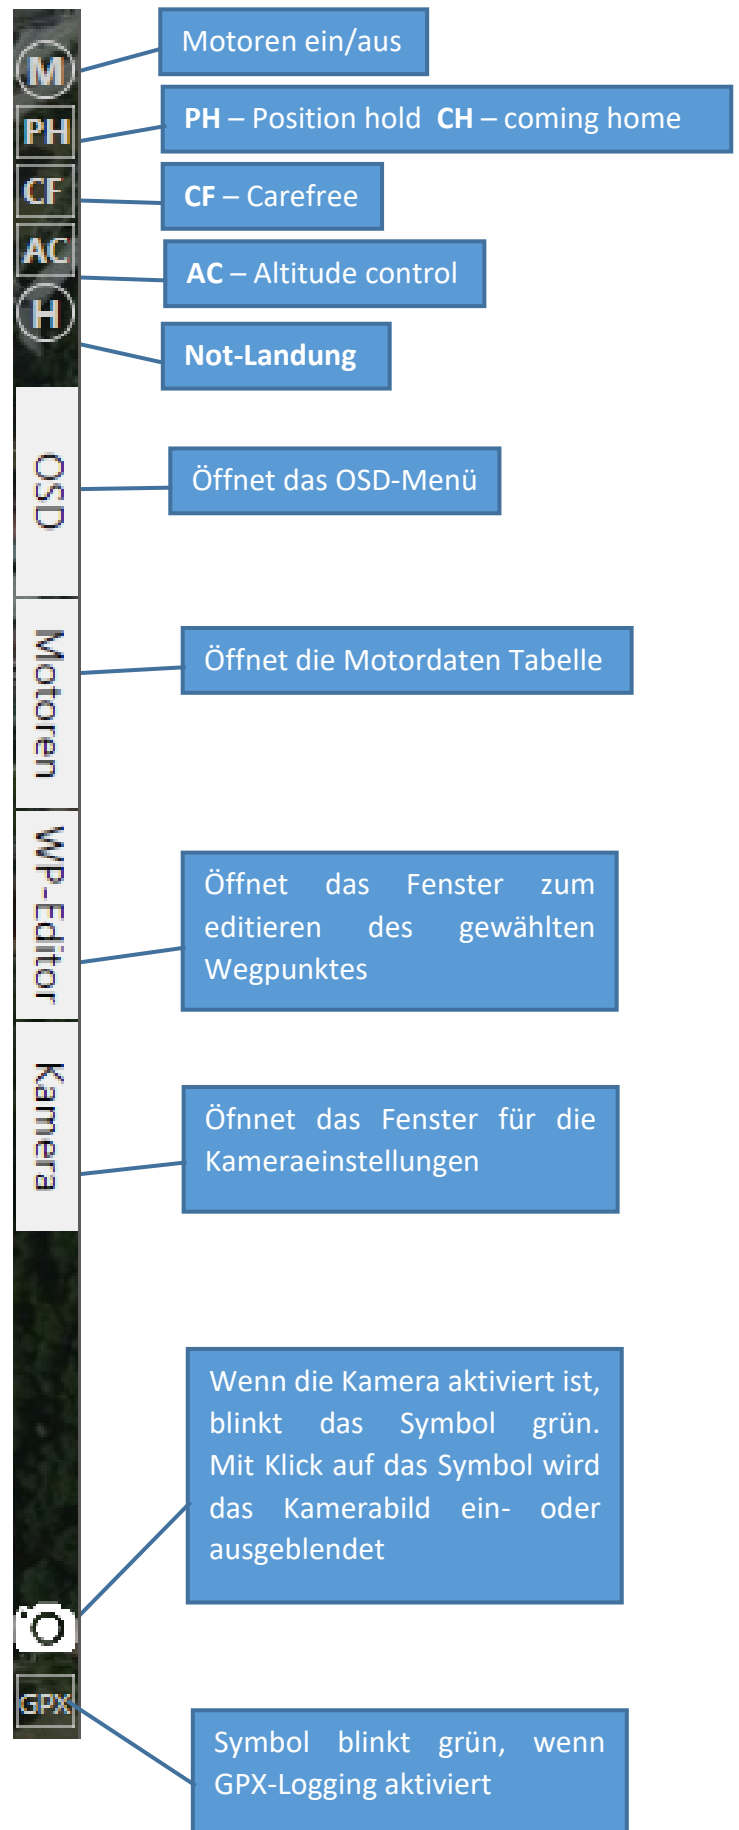 M
Motoren ein/aus
PH
PH – Position hold CH – coming home
CF
CF – Carefree
AC
AC – Altitude control
H
Not-Landung
OSD
Öffnet das OSD-Menü
Motoren
Öffnet die Motordaten Tabelle
WP-Editor
Öffnet das Fenster zum
editieren des gewählten
Wegpunktes
Kamera
Öfnnet das Fenster für die
Kameraeinstellungen
Wenn die Kamera aktiviert ist,
blinkt das Symbol grün.
Mit Klick auf das Symbol wird
das Kamerabild ein- oder
ausgeblendet
GPX
Symbol blinkt grün, wenn
GPX-Logging aktiviert